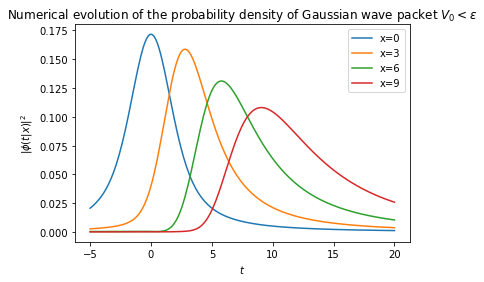 Numerical evolution of the probability density of Gaussian wave packet V₀ < ε
x=0
x=3
x=6
x=9
|ϕ(t|x)|²
0.175
0.150
0.125
0.100
0.075
0.050
0.025
0.000
−5 0 5 10 15 20
t